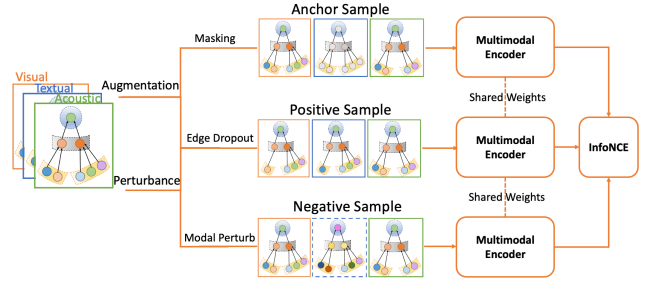 Anchor Sample
Masking
Multimodal
Encoder
Visual
Textual
Acoustic
Augmentation
Shared Weights
Positive Sample
Edge Dropout
Multimodal
Encoder
InfoNCE
Perturbance
Shared Weights
Negative Sample
Modal Perturb
Multimodal
Encoder